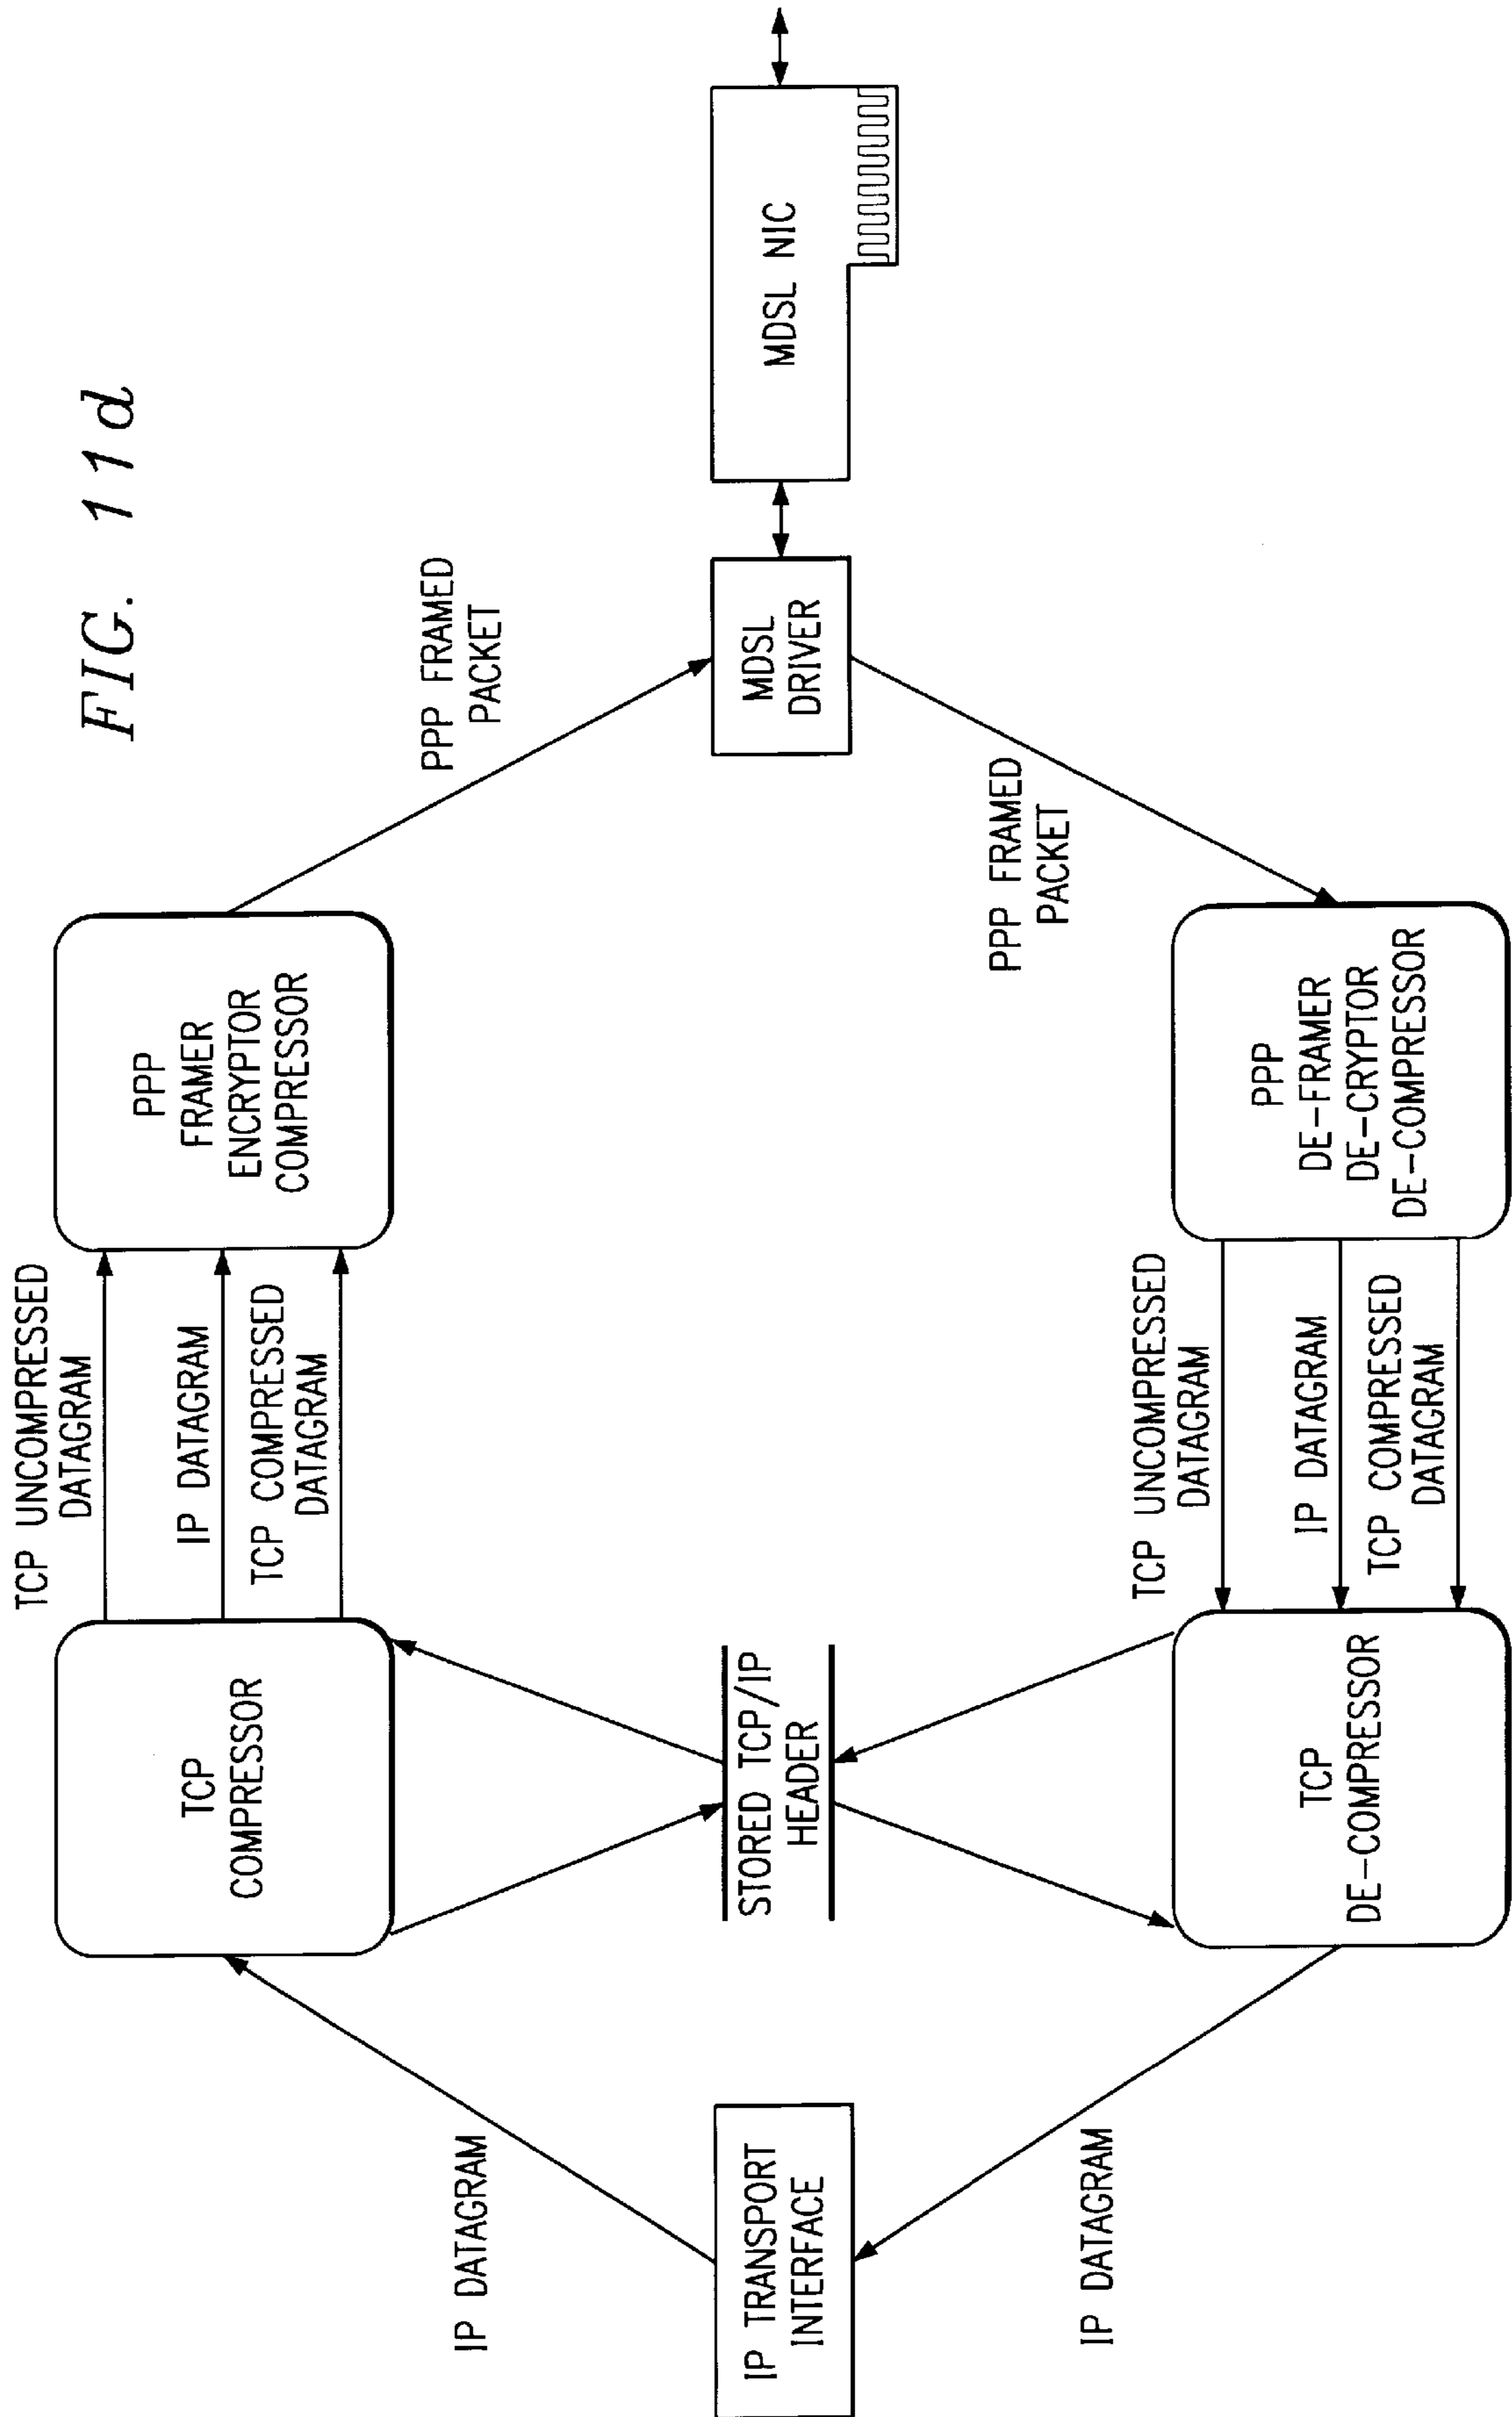 FIG. 11d
TCP UNCOMPRESSED
DATAGRAM
IP DATAGRAM
TCP COMPRESSED
DATAGRAM
TCP
COMPRESSOR
PPP
FRAMER
ENCRYPTOR
COMPRESSOR
IP DATAGRAM
PPP FRAMED
PACKET
IP TRANSPORT
INTERFACE
STORED TCP/IP
HEADER
MDSL
DRIVER
MDSL NIC
IP DATAGRAM
PPP FRAMED
PACKET
TCP UNCOMPRESSED
DATAGRAM
IP DATAGRAM
TCP COMPRESSED
DATAGRAM
TCP
DE-COMPRESSOR
PPP
DE-FRAMER
DE-CRYPTOR
DE-COMPRESSOR